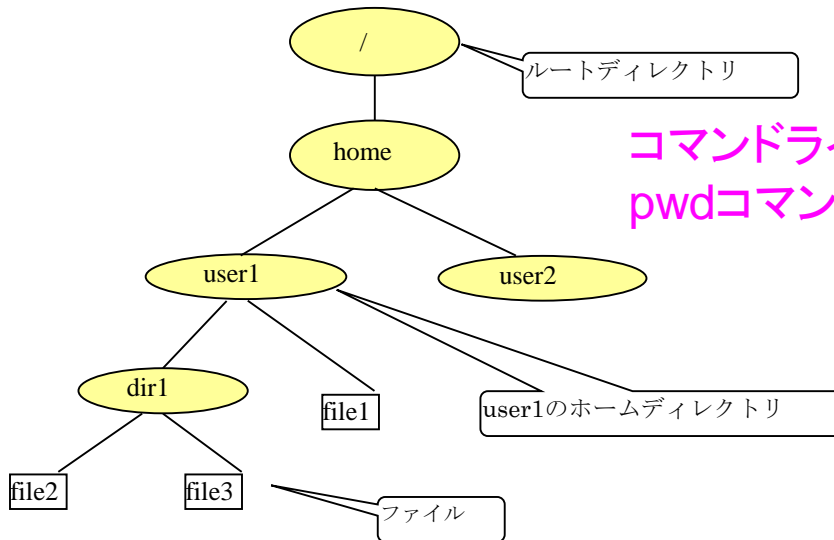 /
ルートディレクトリ
home
コマンドライ
pwdコマン
user1
user2
dir1
file1
user1のホームディレクトリ
file2
file3
ファイル